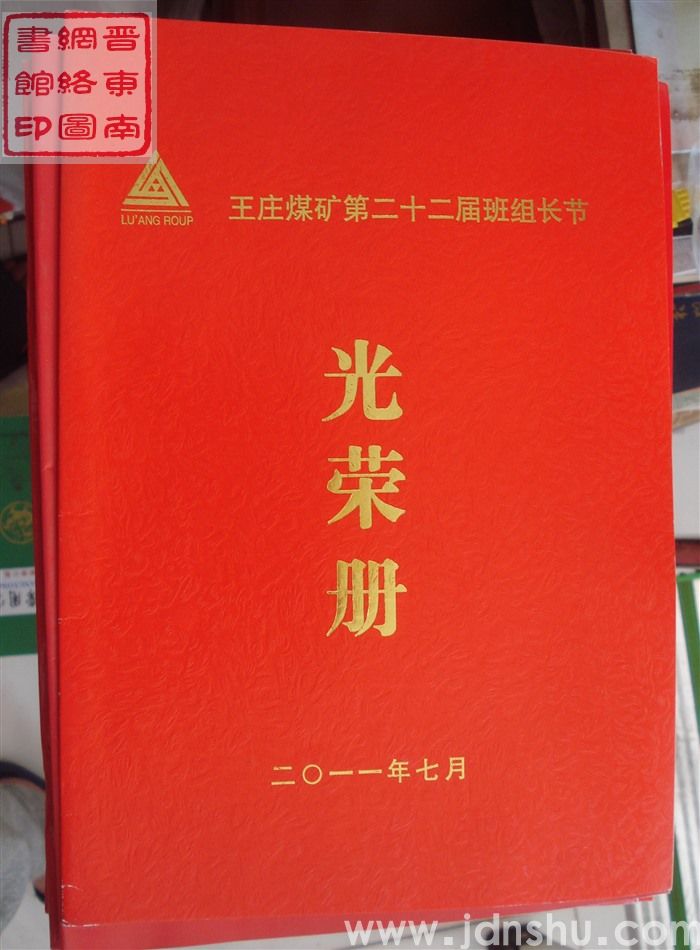 晋东南
網絡圖
書館印
LU'ANG ROUP
王庄煤矿第二十二届班组长节
光
荣
册
二〇一一年七月
www.jdnshu.com